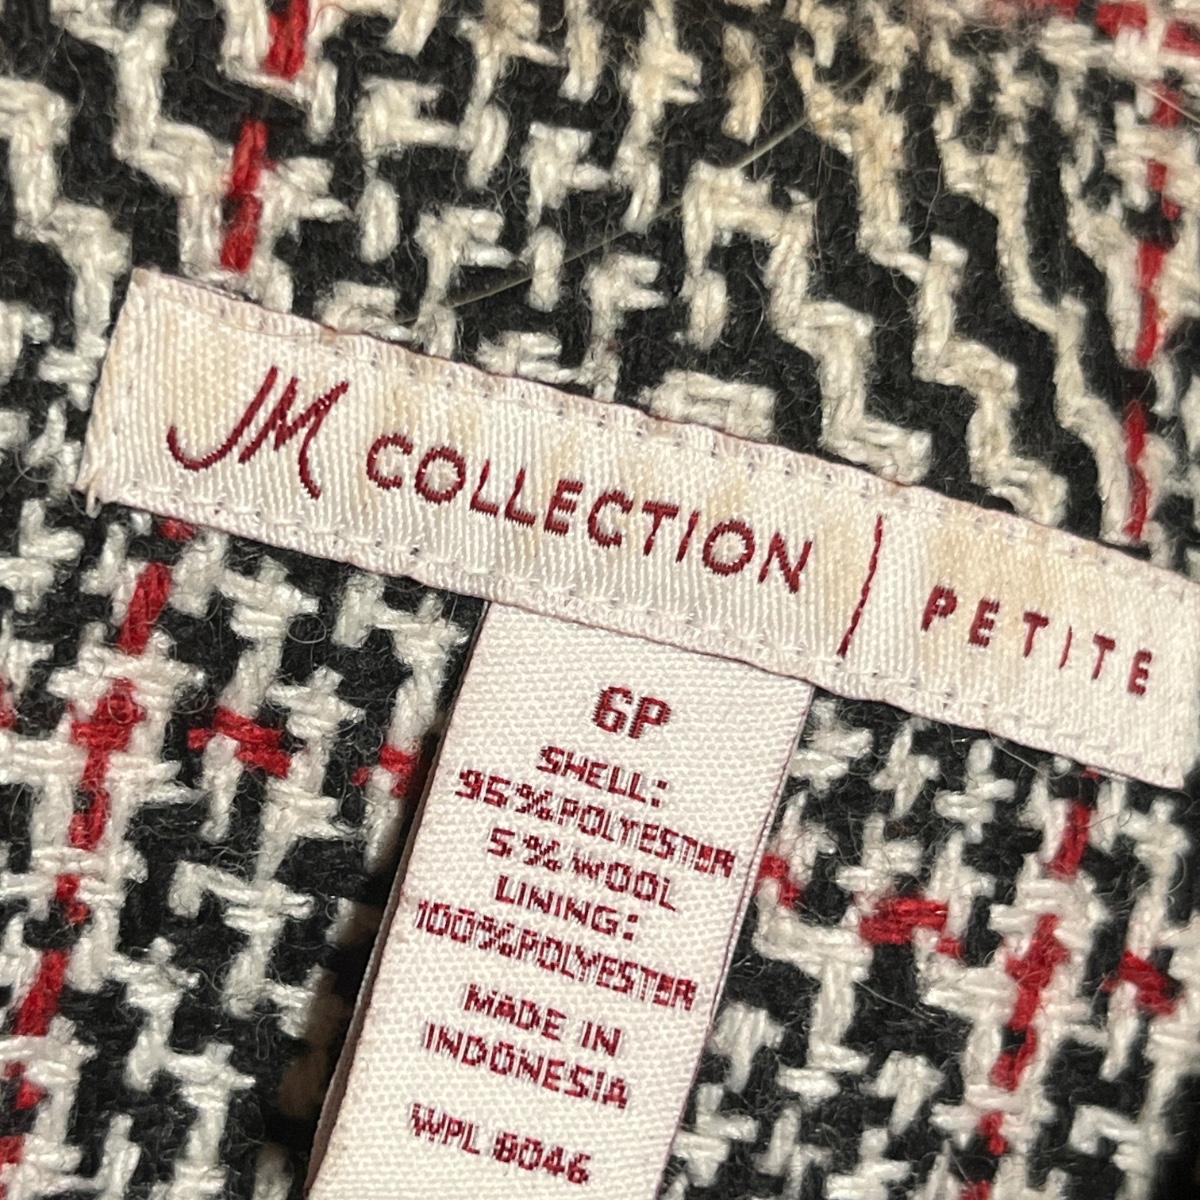 JM COLLECTION | PETITE
6P
SHELL:
95%POLYESTER
5%WOOL
LINING:
100%POLYESTER
MADE IN
INDONESIA
WPL 8046